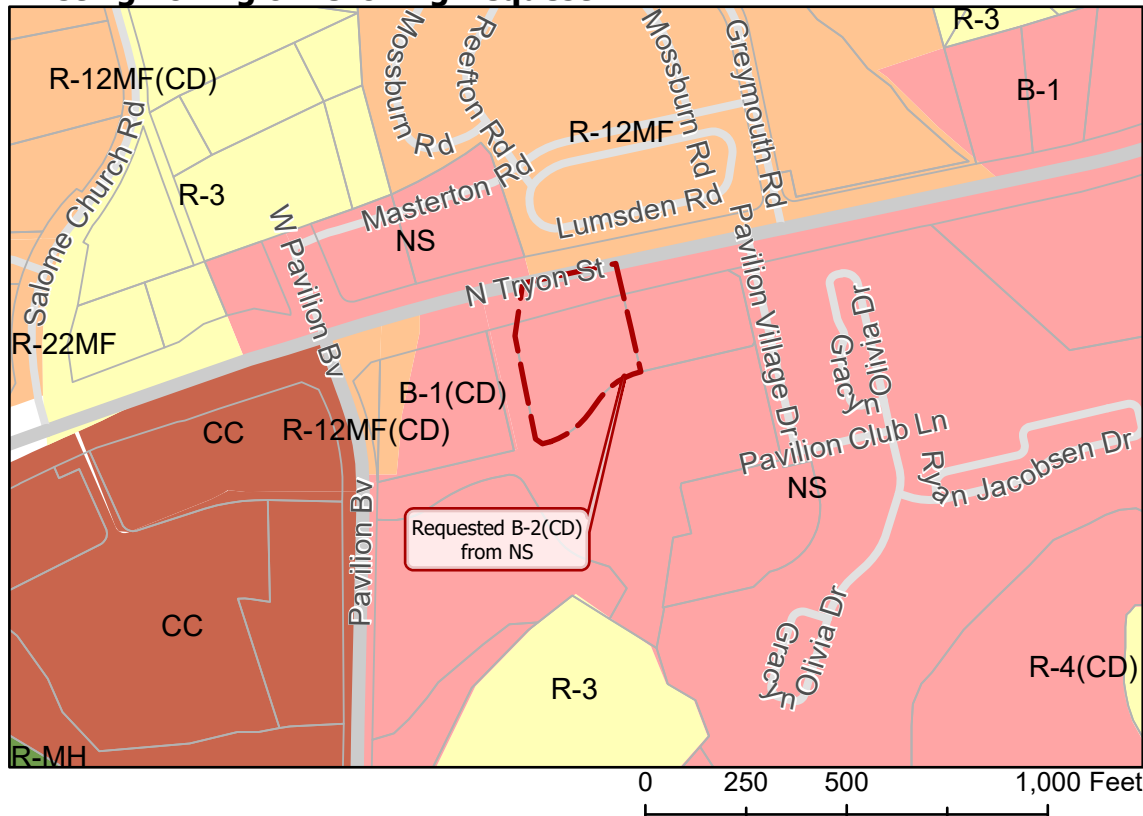 R-3
Mossburn Rd
Reefton Rd
Mossburn Rd
Greymouth Rd
R-12MF(CD)
B-1
R-12MF
Salome Church Rd
R-3
Masterton Rd
Lumsden Rd
W Pavilion Bv
NS
Pavilion Village Dr
N Tryon St
Gracyn Olivia Dr
R-22MF
B-1(CD)
CC
R-12MF(CD)
Pavilion Club Ln
Ryan Jacobsen Dr
NS
Requested B-2(CD)
from NS
Pavilion Bv
CC
Gracyn Olivia Dr
R-3
R-4(CD)
R-MH
0 250 500 1,000 Feet